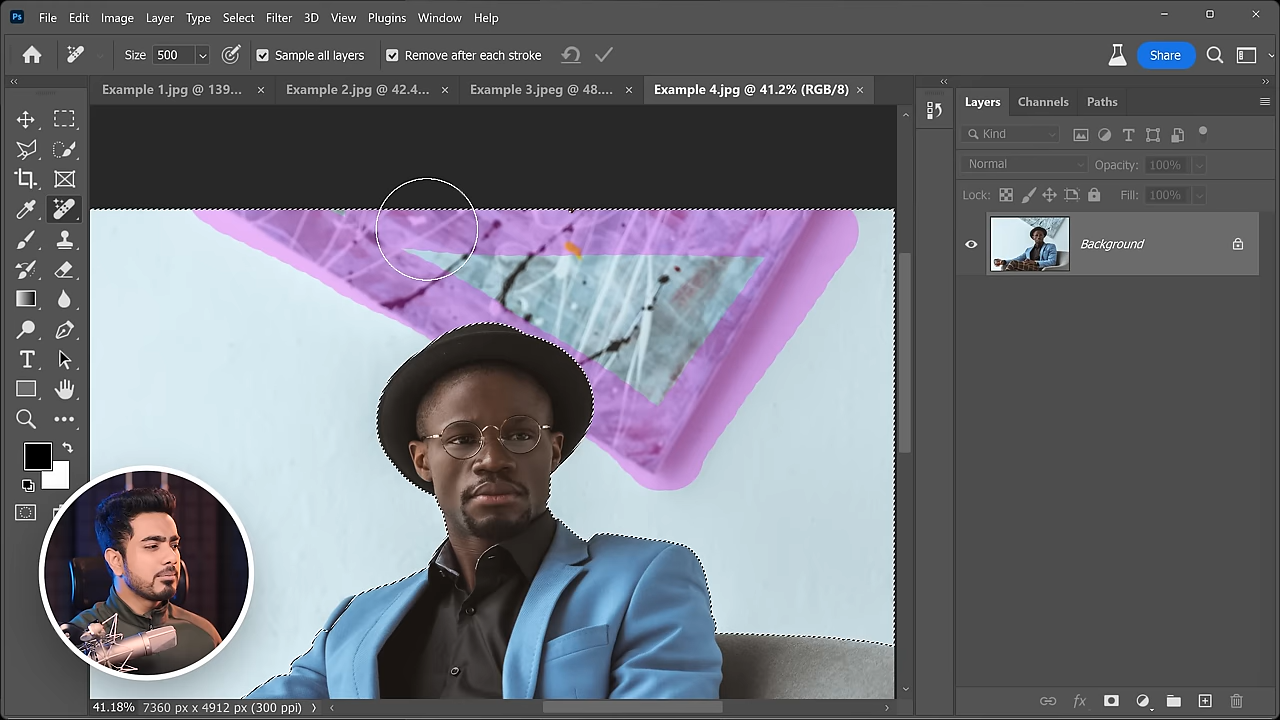 Ps File Edit Image Layer Type Select Filter 3D View Plugins Window Help
Size 500 Sample all layers Remove after each stroke Share
Example 1.jpg @ 139... × Example 2.jpg @ 42.4... × Example 3.jpeg @ 48.... × Example 4.jpg @ 41.2% (RGB/8) ×
Layers Channels Paths
Kind
Normal Opacity: 100%
Lock: Fill: 100%
Background
41.18% 7360 px x 4912 px (300 ppi)
fx